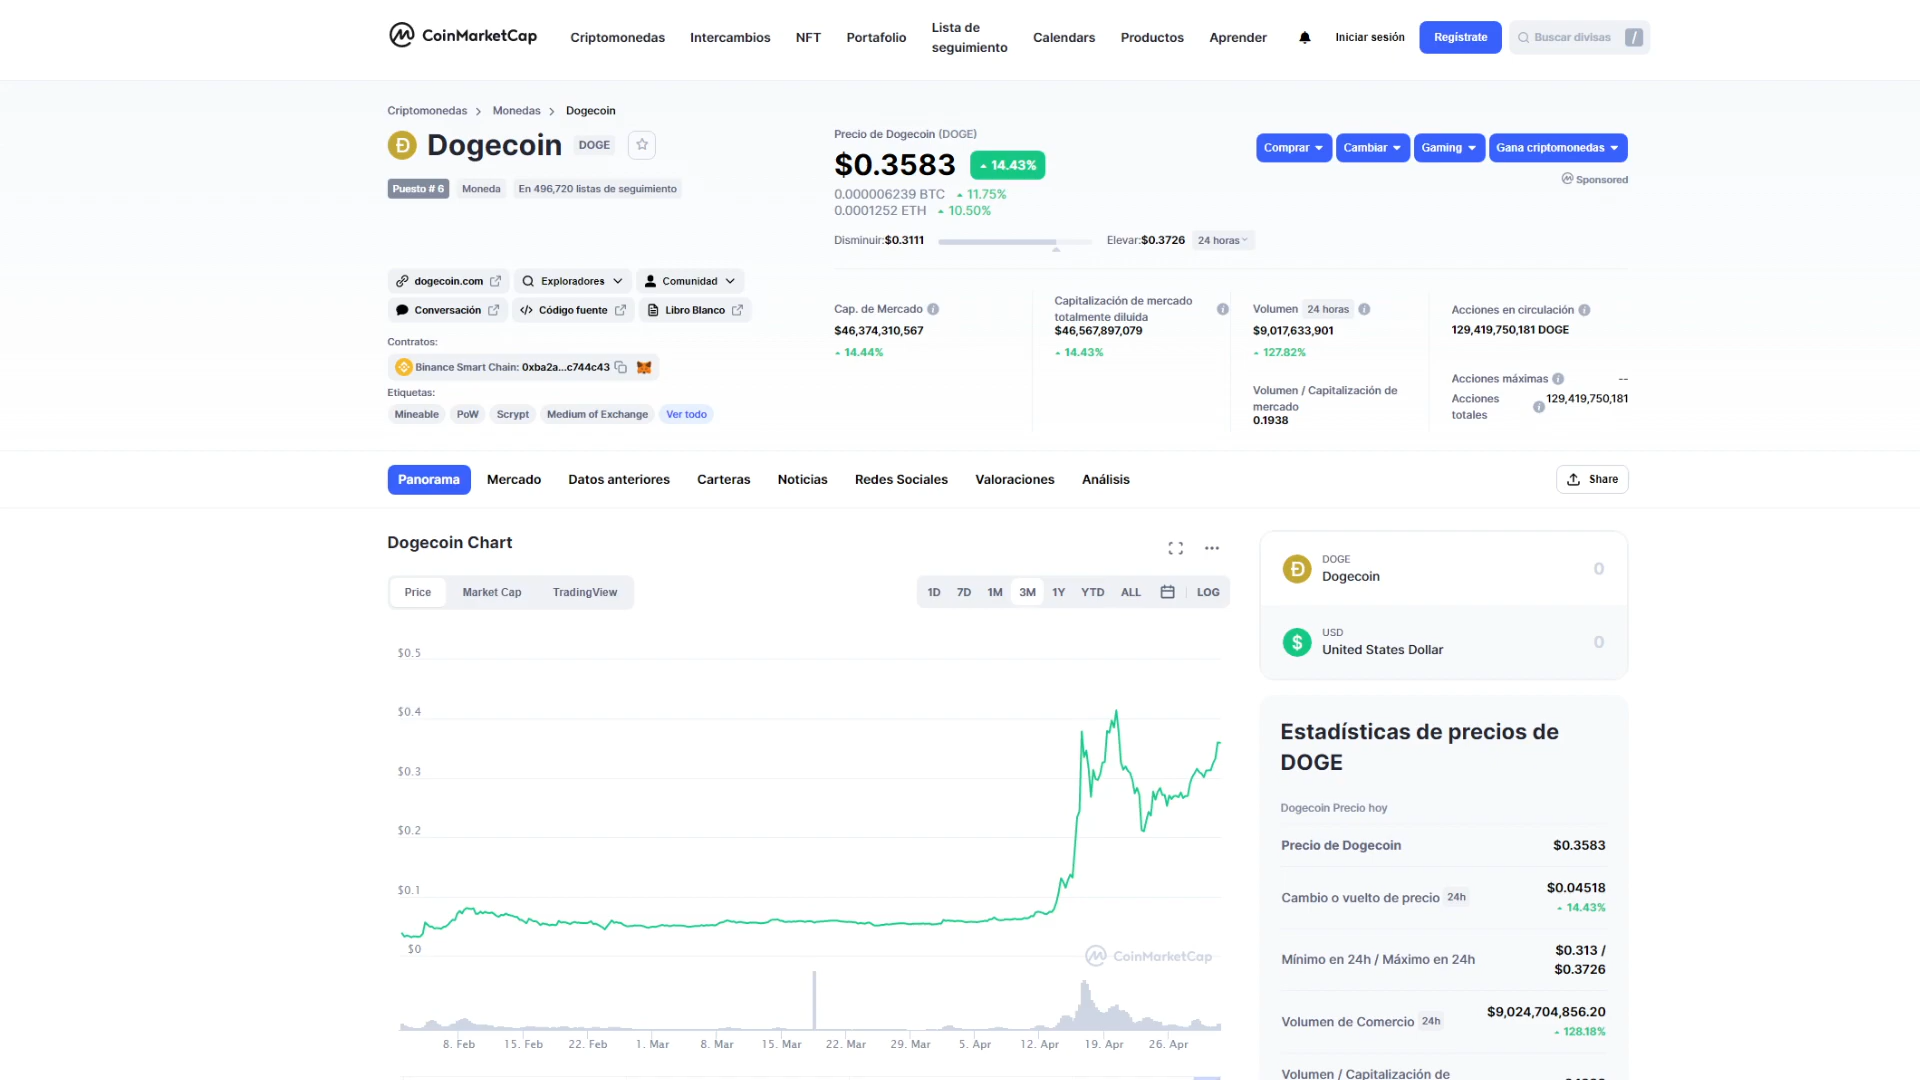 CoinMarketCap
Criptomonedas
Intercambios
NFT
Portafolio
Lista de
seguimiento
Calendars
Productos
Aprender
Iniciar sesión
Regístrate
Buscar divisas
/
Criptomonedas > Monedas > Dogecoin
Dogecoin DOGE
Puesto # 6 Moneda En 496,720 listas de seguimiento
Precio de Dogecoin (DOGE)
$0.3583 14.43%
0.000006239 BTC 11.75%
0.0001252 ETH 10.50%
Disminuir:$0.3111 Elevar:$0.3726 24 horas
Comprar Cambiar Gaming Gana criptomonedas
Sponsored
dogecoin.com Exploradores Comunidad
Conversación Código fuente Libro Blanco
Contratos:
Binance Smart Chain: 0xba2a...c744c43
Etiquetas:
Mineable PoW Scrypt Medium of Exchange Ver todo
Cap. de Mercado
$46,374,310,567
14.44%
Capitalización de mercado
totalmente diluida
$46,567,897,079
14.43%
Volumen 24 horas
$9,017,633,901
127.82%
Volumen / Capitalización de
mercado
0.1938
Acciones en circulación
129,419,750,181 DOGE
Acciones máximas --
Acciones
totales
129,419,750,181
Panorama Mercado Datos anteriores Carteras Noticias Redes Sociales Valoraciones Análisis Share
Dogecoin Chart
Price Market Cap TradingView
1D 7D 1M 3M 1Y YTD ALL LOG
$0.5
$0.4
$0.3
$0.2
$0.1
$0
CoinMarketCap
8. Feb 15. Feb 22. Feb 1. Mar 8. Mar 15. Mar 22. Mar 29. Mar 5. Apr 12. Apr 19. Apr 26. Apr
DOGE
Dogecoin 0
USD
United States Dollar 0
Estadísticas de precios de
DOGE
Dogecoin Precio hoy
Precio de Dogecoin $0.3583
Cambio o vuelto de precio 24h $0.04518
14.43%
Mínimo en 24h / Máximo en 24h $0.313 /
$0.3726
Volumen de Comercio 24h $9,024,704,856.20
128.18%
Volumen / Capitalización de